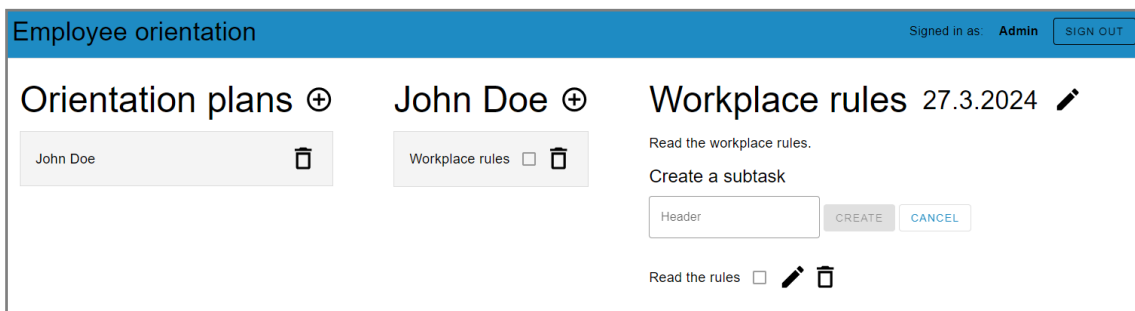 Employee orientation
Signed in as: Admin
SIGN OUT
Orientation plans
John Doe
John Doe
Workplace rules
Workplace rules 27.3.2024
Read the workplace rules.
Create a subtask
Header
CREATE
CANCEL
Read the rules